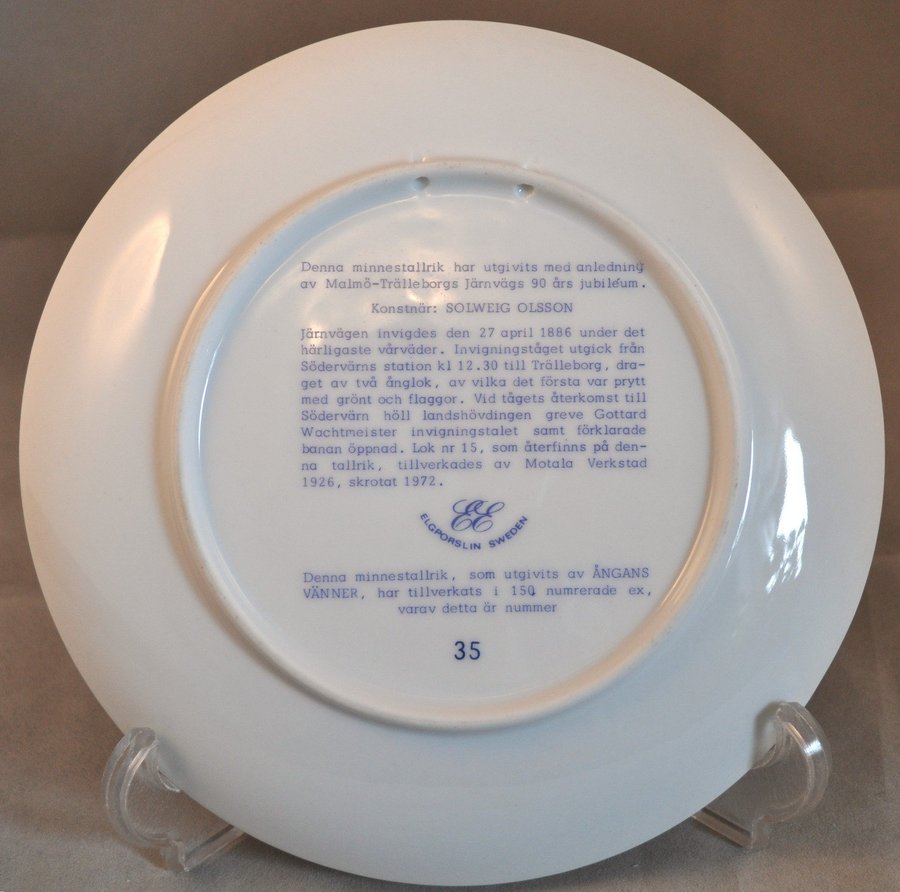 Denna minnestallrik har utgivits med anledning
av Malmö-Trälleborgs Järnvägs 90 års jubileum.
Konstnär: SOLWEIG OLSSON
Järnvägen invigdes den 27 april 1886 under det
härligaste vårväder. Invigningståget utgick från
Södervärns station kl 12.30 till Trälleborg, dra-
get av två ånglok, av vilka det första var prytt
med grönt och flaggor. Vid tågets återkomst till
Södervärn höll landshövdingen greve Gottard
Wachtmeister invigningstalet samt förklarade
banan öppnad. Lok nr 15, som återfinns på den-
na tallrik, tillverkades av Motala Verkstad
1926, skrotat 1972.
EE
ELGPORSLIN SWEDEN
Denna minnestallrik, som utgivits av ÅNGANS
VÄNNER, har tillverkats i 150 numrerade ex,
varav detta är nummer
35